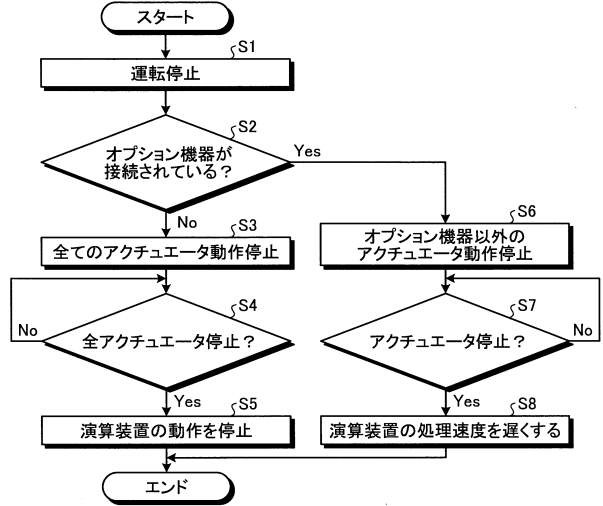 スタート
S1
運転停止
S2
オプション機器が
接続されている？
Yes
No
S3
全てのアクチュエータ動作停止
S4
全アクチュエータ停止？
No
Yes
S5
演算装置の動作を停止
S6
オプション機器以外の
アクチュエータ動作停止
S7
アクチュエータ停止？
No
Yes
S8
演算装置の処理速度を遅くする
エンド